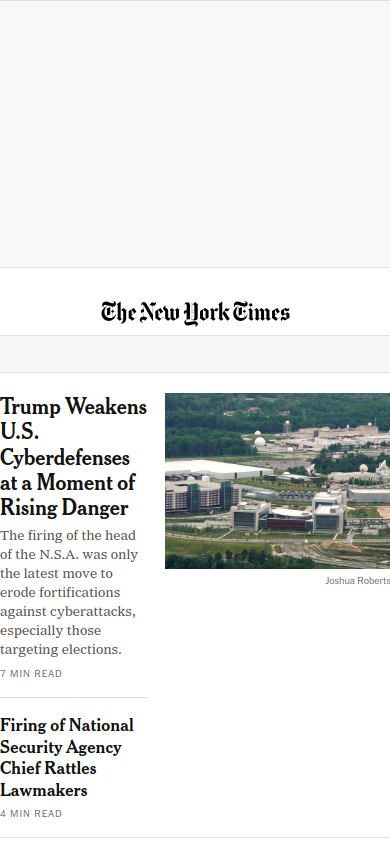 The New York Times
Trump Weakens
U.S.
Cyberdefenses
at a Moment of
Rising Danger
The firing of the head
of the N.S.A. was only
the latest move to
erode fortifications
against cyberattacks,
especially those
targeting elections.
7 MIN READ
Joshua Roberts
Firing of National
Security Agency
Chief Rattles
Lawmakers
4 MIN READ